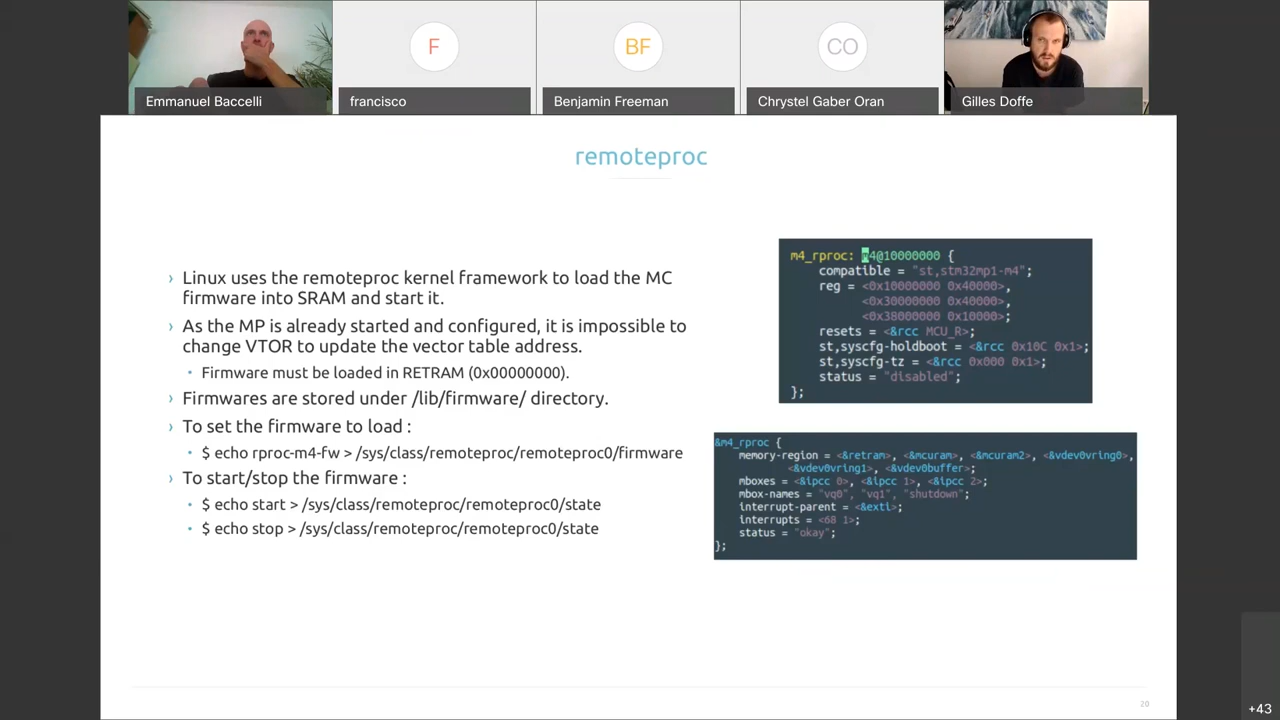 F
BF
CO
Emmanuel Baccelli
francisco
Benjamin Freeman
Chrystel Gaber Oran
Gilles Doffe
remoteproc
› Linux uses the remoteproc kernel framework to load the MC
firmware into SRAM and start it.
› As the MP is already started and configured, it is impossible to
change VTOR to update the vector table address.
• Firmware must be loaded in RETRAM (0x00000000).
› Firmwares are stored under /lib/firmware/ directory.
› To set the firmware to load :
• $ echo rproc-m4-fw > /sys/class/remoteproc/remoteproc0/firmware
› To start/stop the firmware :
• $ echo start > /sys/class/remoteproc/remoteproc0/state
• $ echo stop > /sys/class/remoteproc/remoteproc0/state
m4_rproc: m4@10000000 {
compatible = "st,stm32mp1-m4";
reg = <0x10000000 0x40000>,
<0x30000000 0x40000>,
<0x38000000 0x10000>;
resets = <&rcc MCU_R>;
st,syscfg-holdboot = <&rcc 0x10C 0x1>;
st,syscfg-tz = <&rcc 0x000 0x1>;
status = "disabled";
};
&m4_rproc {
memory-region = <&retram>, <&mcuram>, <&mcuram2>, <&vdev0vring0>,
<&vdev0vring1>, <&vdev0buffer>;
mboxes = <&ipcc 0>, <&ipcc 1>, <&ipcc 2>;
mbox-names = "vq0", "vq1", "shutdown";
interrupt-parent = <&exti>;
interrupts = <68 1>;
status = "okay";
};
20
+43